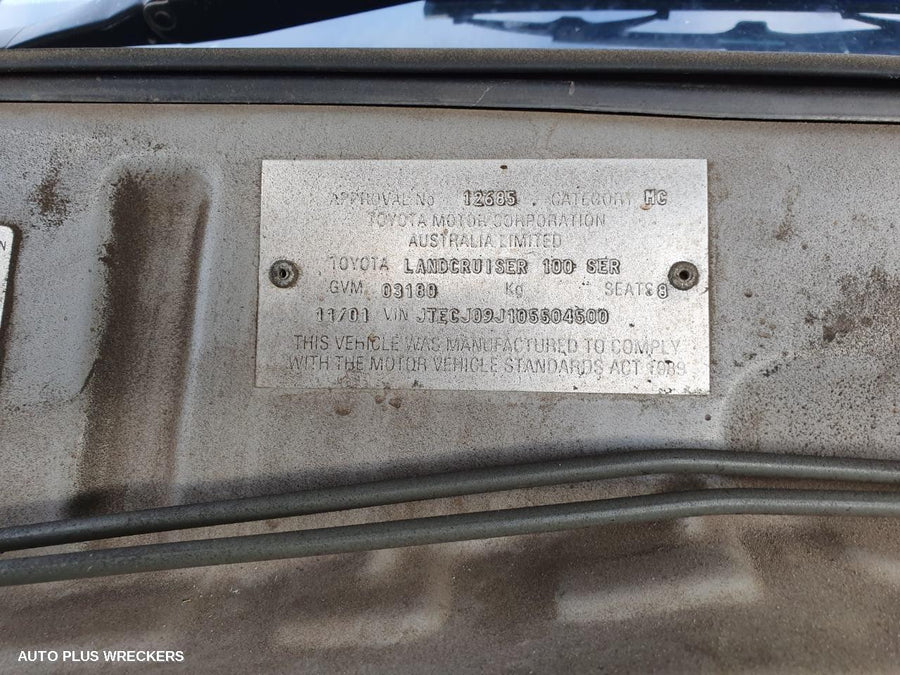 APPROVAL No 12685 . CATEGORY MC
TOYOTA MOTOR CORPORATION
AUSTRALIA LIMITED
TOYOTA LANDCRUISER 100 SER
GVM 03180 Kg SEATS 8
11/01 VIN JTECJ09J105504500
THIS VEHICLE WAS MANUFACTURED TO COMPLY
WITH THE MOTOR VEHICLE STANDARDS ACT 1989
AUTO PLUS WRECKERS